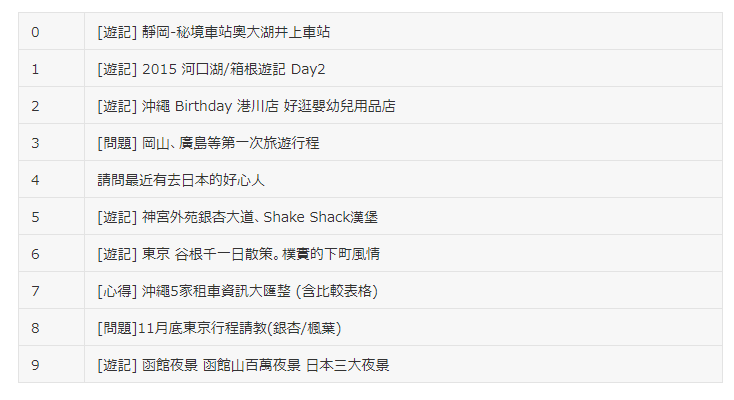 0 [遊記] 靜岡-秘境車站奧大湖井上車站
1 [遊記] 2015 河口湖/箱根遊記 Day2
2 [遊記] 沖繩 Birthday 港川店 好逛嬰幼兒用品店
3 [問題] 岡山、廣島等第一次旅遊行程
4 請問最近有去日本的好心人
5 [遊記] 神宮外苑銀杏大道、Shake Shack漢堡
6 [遊記] 東京 谷根千一日散策。樸實的下町風情
7 [心得] 沖繩5家租車資訊大匯整 (含比較表格)
8 [問題]11月底東京行程請教(銀杏/楓葉)
9 [遊記] 函館夜景 函館山百萬夜景 日本三大夜景